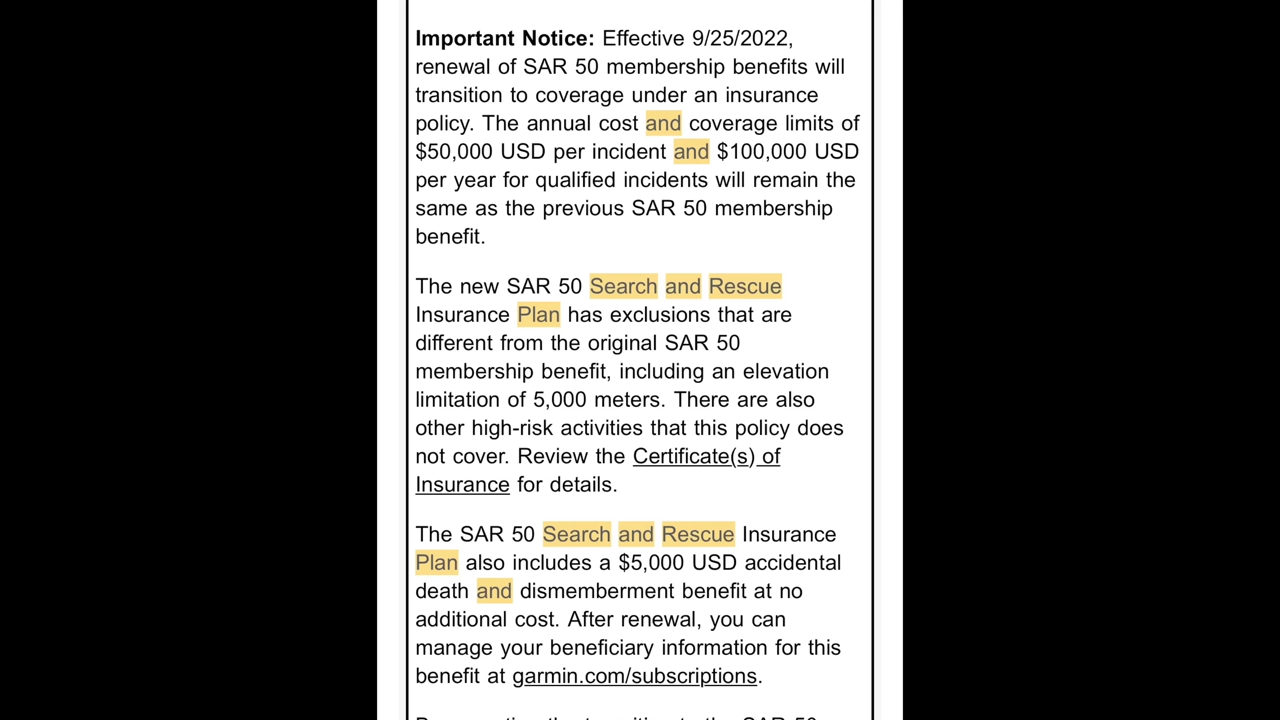 Important Notice: Effective 9/25/2022,
renewal of SAR 50 membership benefits will
transition to coverage under an insurance
policy. The annual cost and coverage limits of
$50,000 USD per incident and $100,000 USD
per year for qualified incidents will remain the
same as the previous SAR 50 membership
benefit.
The new SAR 50 Search and Rescue
Insurance Plan has exclusions that are
different from the original SAR 50
membership benefit, including an elevation
limitation of 5,000 meters. There are also
other high-risk activities that this policy does
not cover. Review the Certificate(s) of
Insurance for details.
The SAR 50 Search and Rescue Insurance
Plan also includes a $5,000 USD accidental
death and dismemberment benefit at no
additional cost. After renewal, you can
manage your beneficiary information for this
benefit at garmin.com/subscriptions.